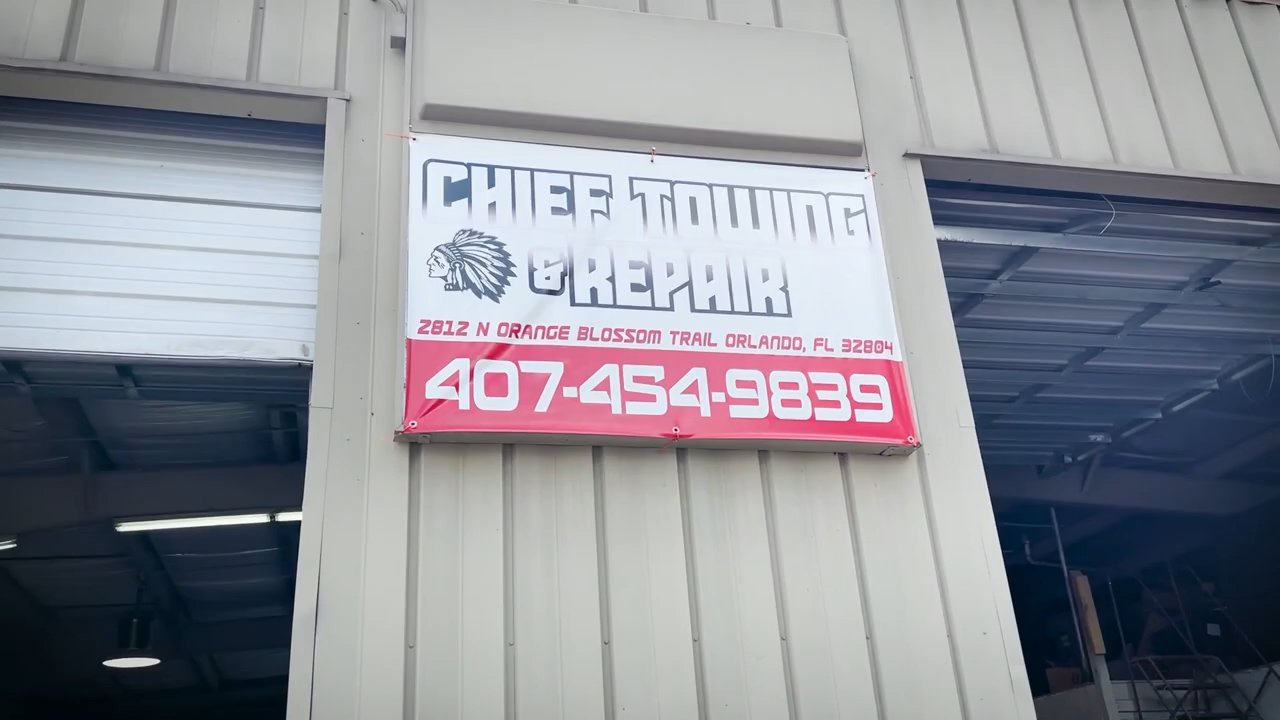 CHIEF TOWING
& REPAIR
2812 N ORANGE BLOSSOM TRAIL ORLANDO, FL 32804
407-454-9839